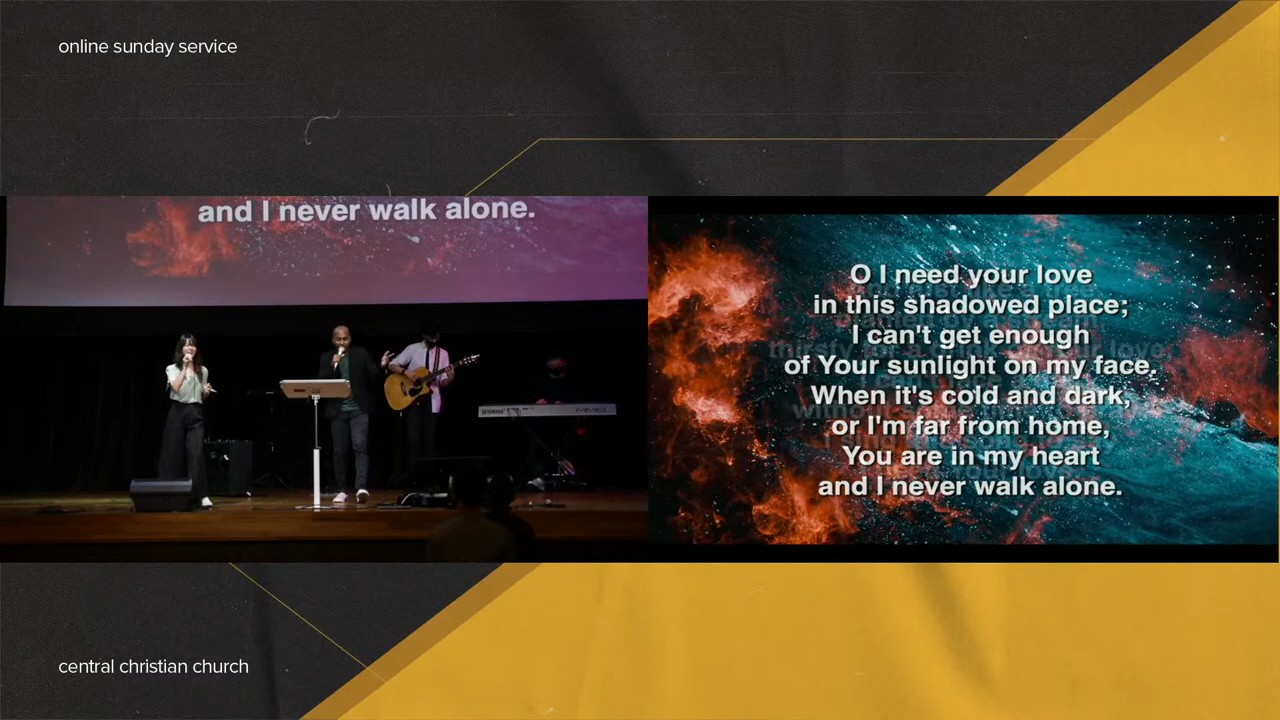 online sunday service
and I never walk alone.
O I need your love
in this shadowed place;
I can't get enough
of Your sunlight on my face.
When it's cold and dark,
or I'm far from home,
You are in my heart
and I never walk alone.
YAMAHA
central christian church